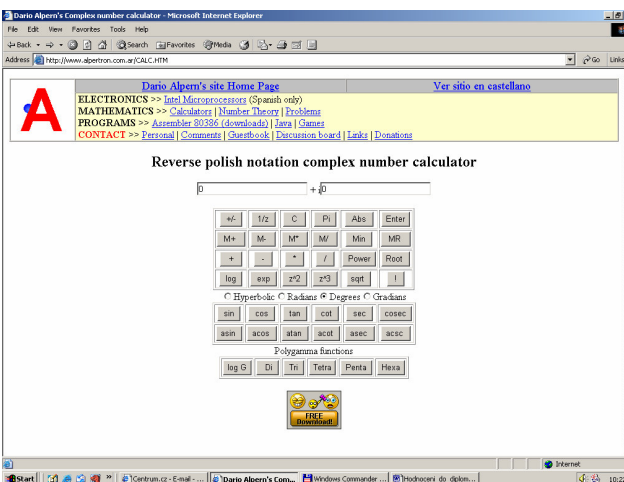 Dario Alpern's Complex number calculator - Microsoft Internet Explorer
File Edit View Favorites Tools Help
Back Search Favorites Media
Address http://www.alpertron.com.ar/CALC.HTM Go Links
Dario Alpern's site Home Page Ver sitio en castellano
A
ELECTRONICS >> Intel Microprocessors (Spanish only)
MATHEMATICS >> Calculators | Number Theory | Problems
PROGRAMS >> Assembler 80386 (downloads) | Java | Games
CONTACT >> Personal | Comments | Guestbook | Discussion board | Links | Donations
Reverse polish notation complex number calculator
0 + i 0
+/- 1/z C Pi Abs Enter
M+ M- M* M/ Min MR
+ - * / Power Root
log exp z^2 z^3 sqrt !
Hyperbolic Radians Degrees Gradians
sin cos tan cot sec cosec
asin acos atan acot asec acsc
Polygamma functions
log G Di Tri Tetra Penta Hexa
FREE
Download!
Internet
Start » Centrum.cz - E-mail - ... Dario Alpern's Com... Windows Commander ... Hodnoceni do diplom... 10:22